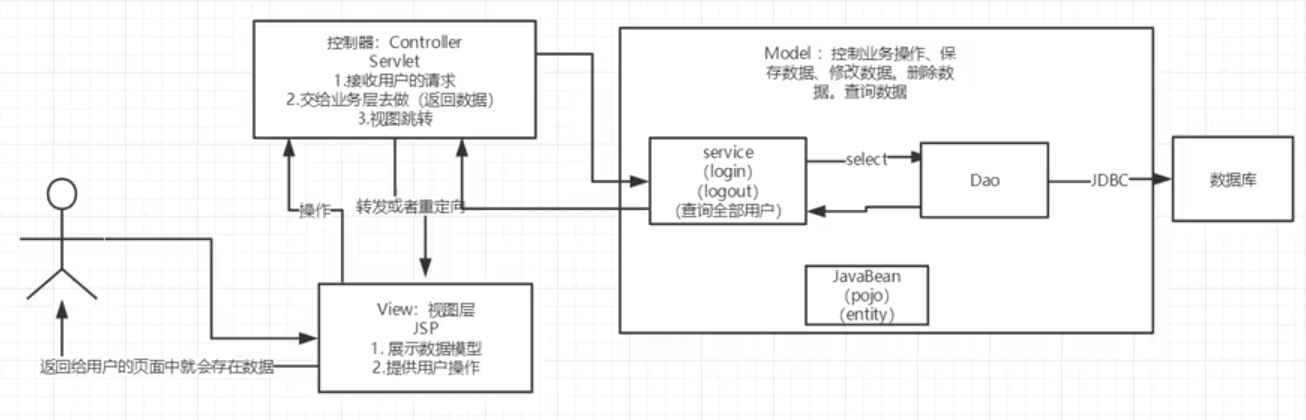 控制器：Controller
Servlet
1.接收用户的请求
2.交给业务层去做（返回数据）
3.视图跳转
Model ：控制业务操作、保
存数据、修改数据。删除数
据。查询数据
service
（login）
（logout）
（查询全部用户）
select
Dao
JDBC
数据库
操作
转发或者重定向
JavaBean
（pojo）
（entity）
View：视图层
JSP
1. 展示数据模型
2.提供用户操作
返回给用户的页面中就会存在数据